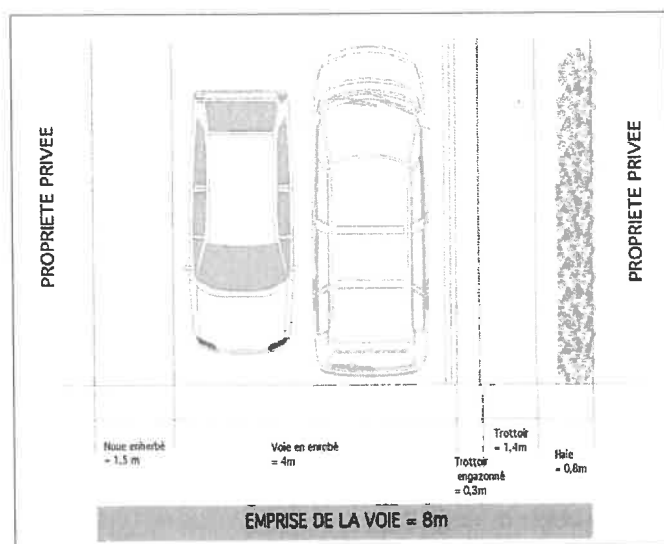 PROPRIETE PRIVEE
PROPRIETE PRIVEE
Noue enherbé
= 1,5 m
Voie en enrobé
= 4m
Trottoir
engazonné
= 0,3m
Trottoir
= 1,4m
Haie
= 0,8m
EMPRISE DE LA VOIE = 8m